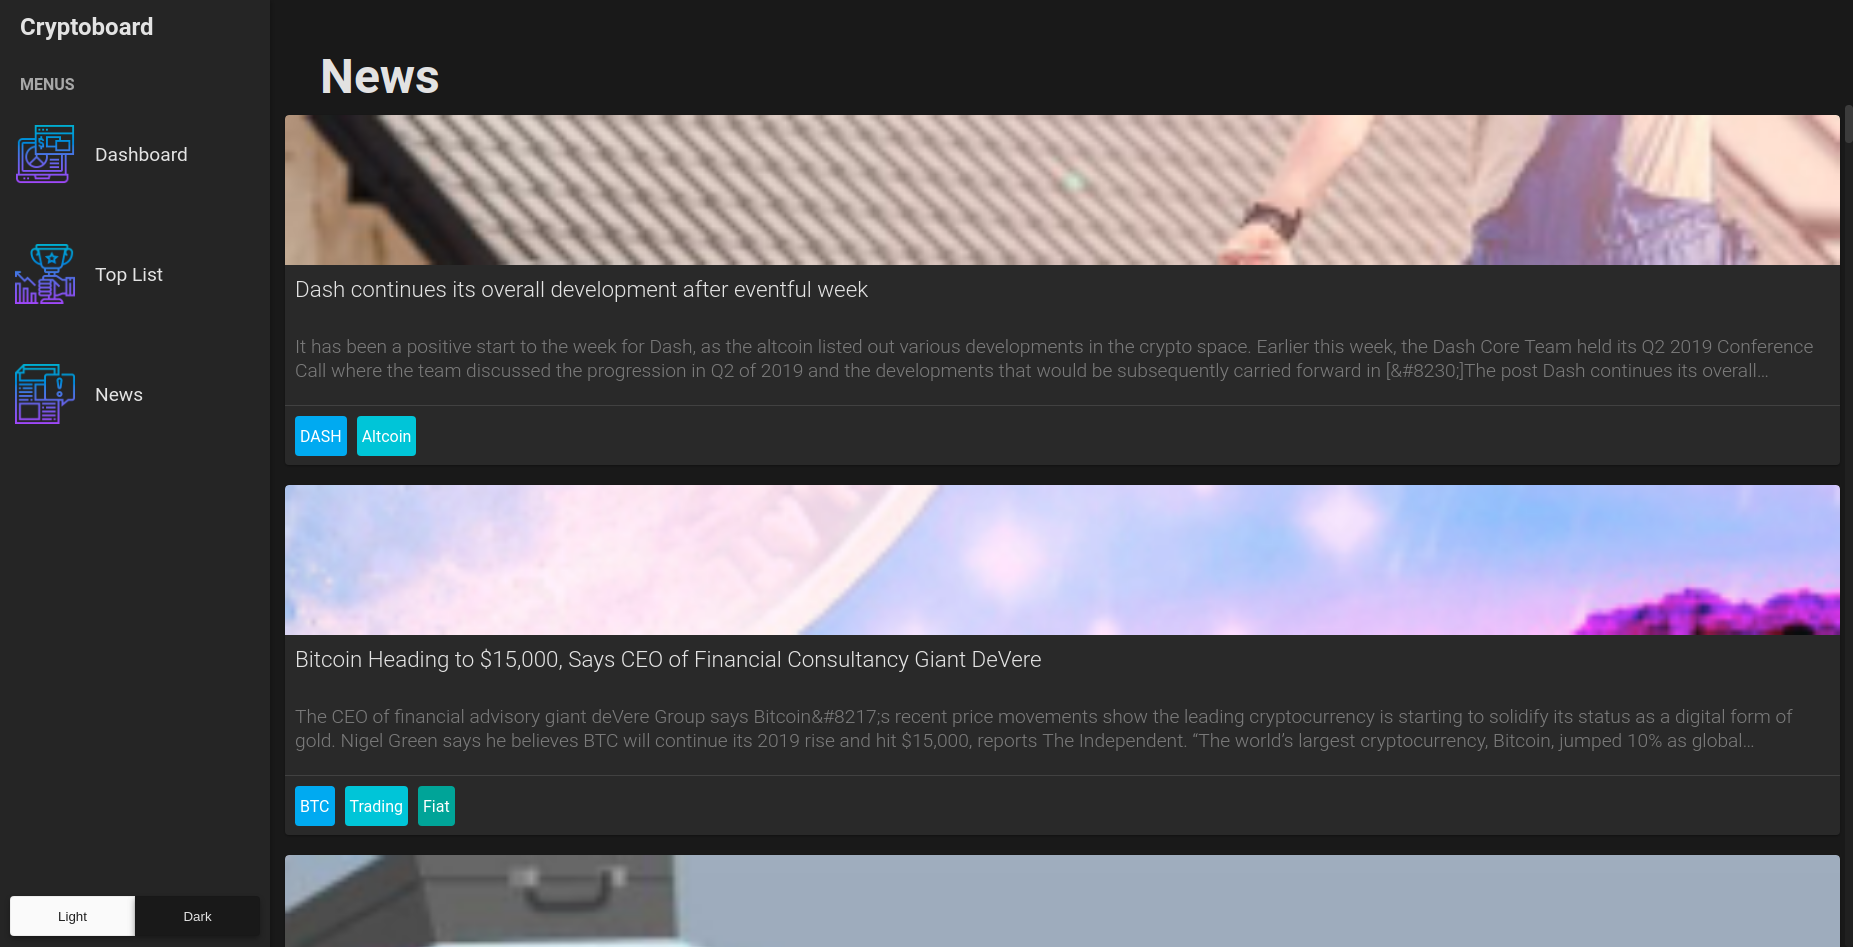 Cryptoboard
MENUS
Dashboard
Top List
News
Light
Dark
News
Dash continues its overall development after eventful week
It has been a positive start to the week for Dash, as the altcoin listed out various developments in the crypto space. Earlier this week, the Dash Core Team held its Q2 2019 Conference
Call where the team discussed the progression in Q2 of 2019 and the developments that would be subsequently carried forward in [&#8230;]The post Dash continues its overall...
DASH
Altcoin
Bitcoin Heading to $15,000, Says CEO of Financial Consultancy Giant DeVere
The CEO of financial advisory giant deVere Group says Bitcoin&#8217;s recent price movements show the leading cryptocurrency is starting to solidify its status as a digital form of
gold. Nigel Green says he believes BTC will continue its 2019 rise and hit $15,000, reports The Independent. “The world’s largest cryptocurrency, Bitcoin, jumped 10% as global...
BTC
Trading
Fiat